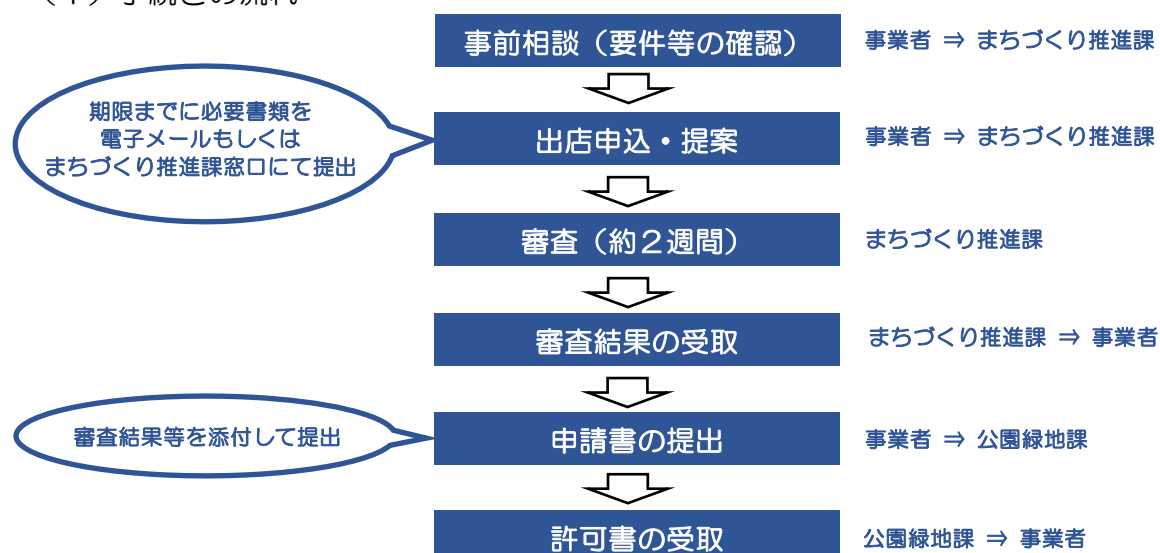 事前相談（要件等の確認）
事業者 ⇒ まちづくり推進課
期限までに必要書類を
電子メールもしくは
まちづくり推進課窓口にて提出
出店申込・提案
事業者 ⇒ まちづくり推進課
審査（約２週間）
まちづくり推進課
審査結果の受取
まちづくり推進課 ⇒ 事業者
審査結果等を添付して提出
申請書の提出
事業者 ⇒ 公園緑地課
許可書の受取
公園緑地課 ⇒ 事業者